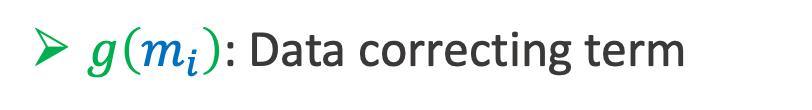 ➢ g(mᵢ): Data correcting term